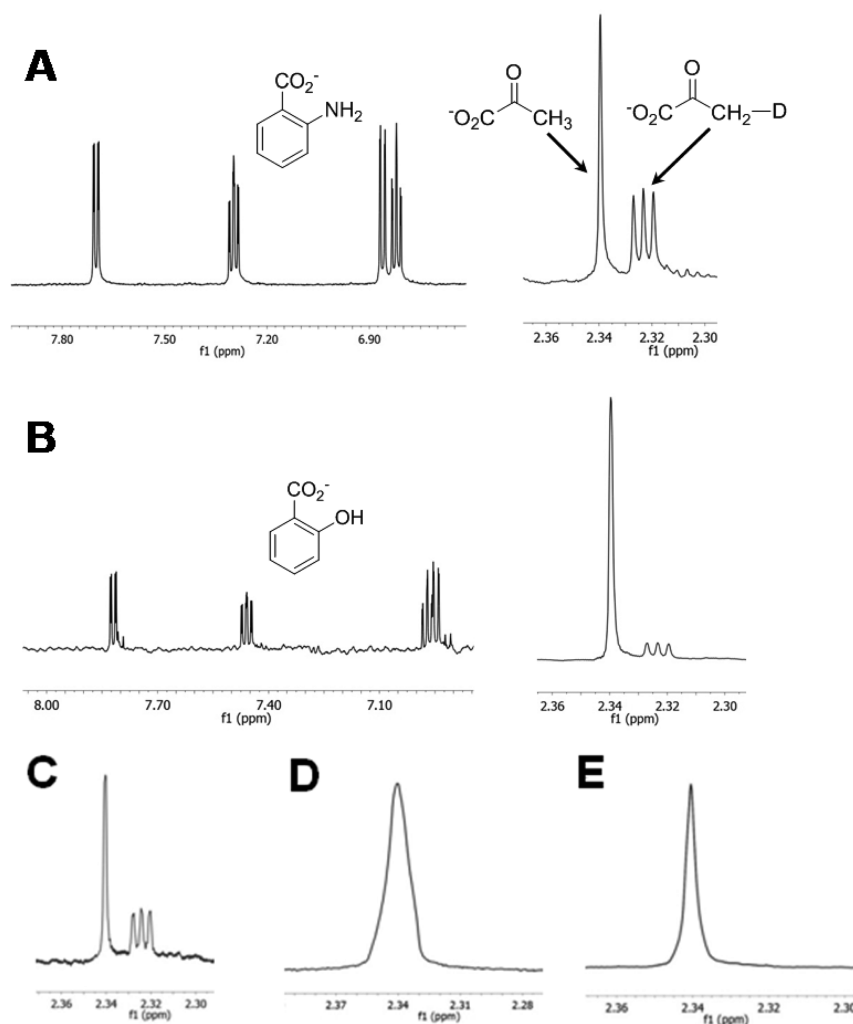 A
CO2-
NH2
O
-O2C
CH3
O
-O2C
CH2—D
7.80 7.50 7.20 6.90
f1 (ppm)
2.36 2.34 2.32 2.30
f1 (ppm)
B
CO2-
OH
8.00 7.70 7.40 7.10
f1 (ppm)
2.36 2.34 2.32 2.30
f1 (ppm)
C
2.36 2.34 2.32 2.30
f1 (ppm)
D
2.37 2.34 2.31 2.28
f1 (ppm)
E
2.36 2.34 2.32 2.30
f1 (ppm)